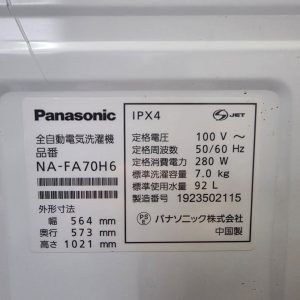 Panasonic
全自動電気洗濯機
品番
NA-FA70H6
外形寸法
幅 564 mm
奥行 573 mm
高さ 1021 mm
IPX4
JET
定格電圧 100 V ～
定格周波数 50/60 Hz
定格消費電力 280 W
標準洗濯容量 7.0 kg
標準使用水量 92 L
製造番号 1923502115
PSE パナソニック株式会社
中国製